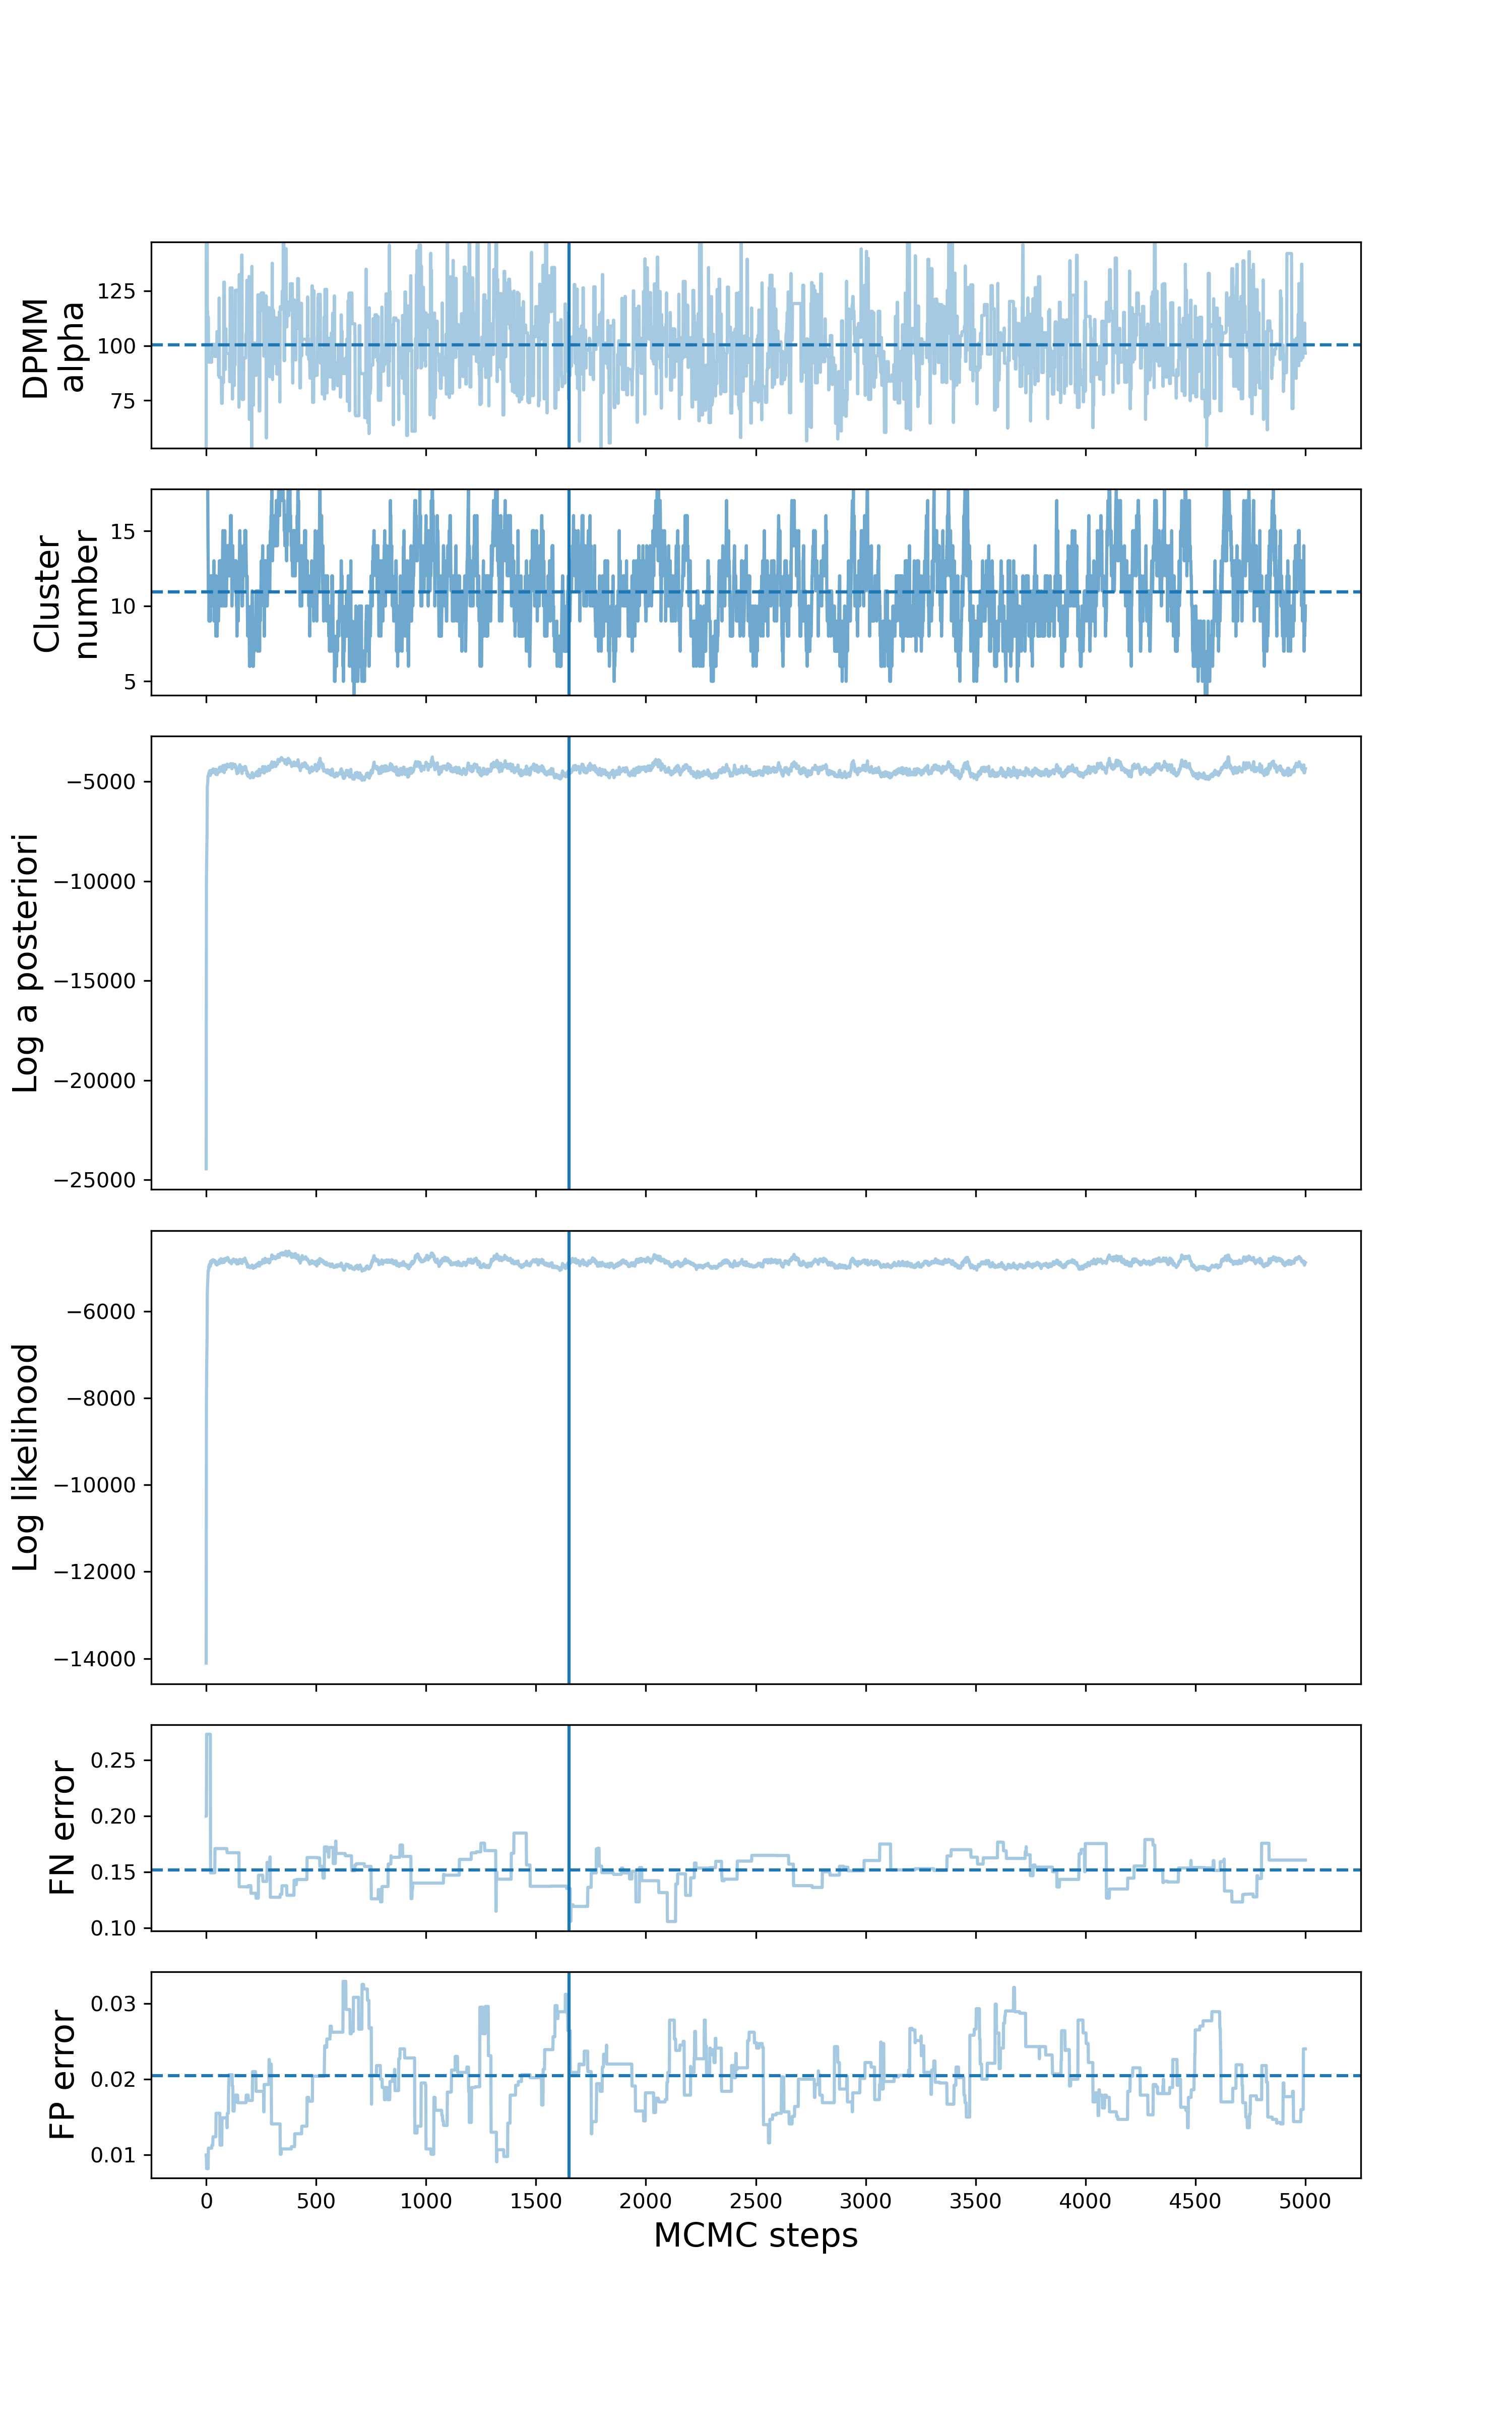 DPMM
alpha
125
100
75
Cluster
number
15
10
5
Log a posteriori
−5000
−10000
−15000
−20000
−25000
Log likelihood
−6000
−8000
−10000
−12000
−14000
FN error
0.25
0.20
0.15
0.10
FP error
0.03
0.02
0.01
0 500 1000 1500 2000 2500 3000 3500 4000 4500 5000
MCMC steps